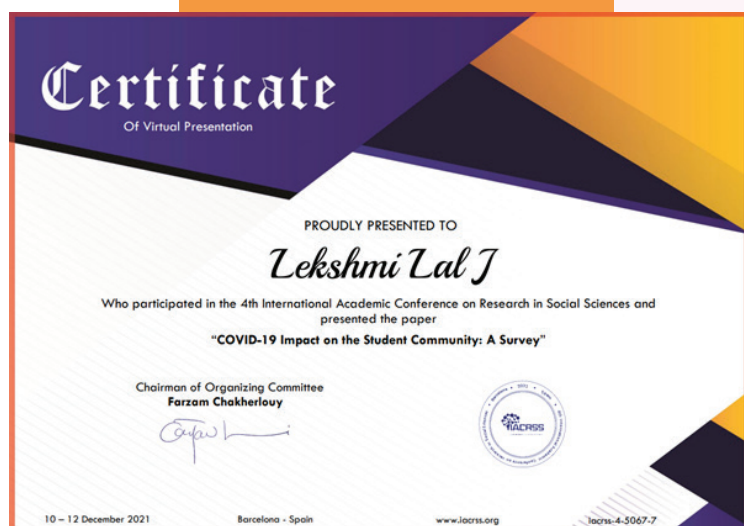 Certificate
Of Virtual Presentation
PROUDLY PRESENTED TO
Lekshmi Lal J
Who participated in the 4th International Academic Conference on Research in Social Sciences and
presented the paper
“COVID-19 Impact on the Student Community: A Survey”
Chairman of Organizing Committee
Farzam Chakherlouy
IACRSS
10 – 12 December 2021
Barcelona - Spain
www.iacrss.org
iacrss-4-5067-7